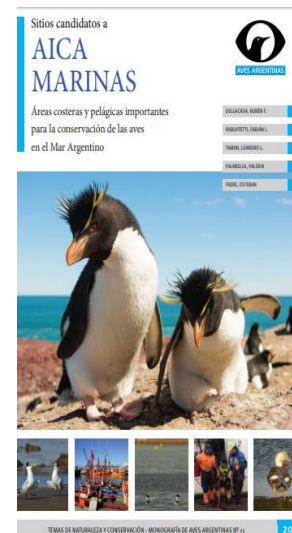 Sitios candidatos a
AICA
MARINAS
Áreas costeras y pelágicas importantes
para la conservación de las aves
en el Mar Argentino
AVES ARGENTINAS
DELLACASA, RUBÉN F.
RABUFFETTI, FABIÁN L.
TAMINI, LEANDRO L.
FALABELLA, VALERIA
FRERE, ESTEBAN
TEMAS DE NATURALEZA Y CONSERVACIÓN - MONOGRAFÍA DE AVES ARGENTINAS Nº 11
20